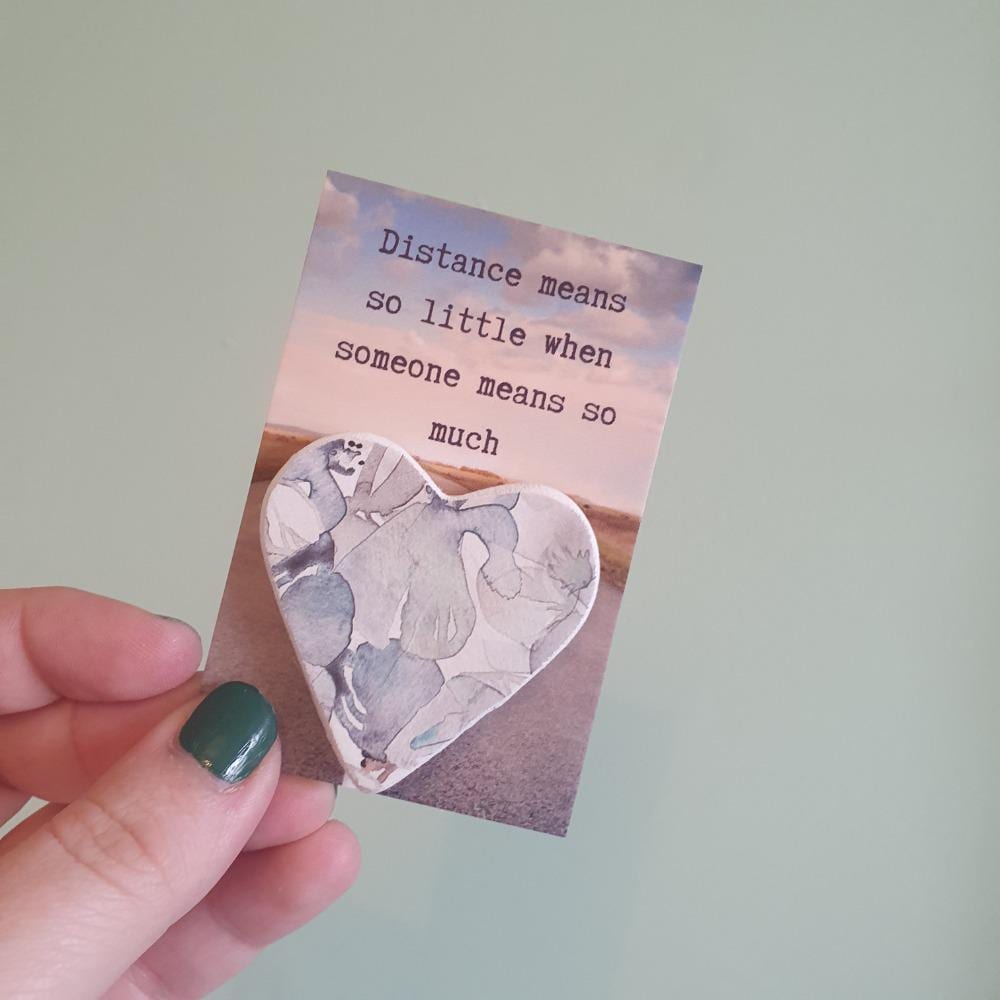 Distance means
so little when
someone means so
much